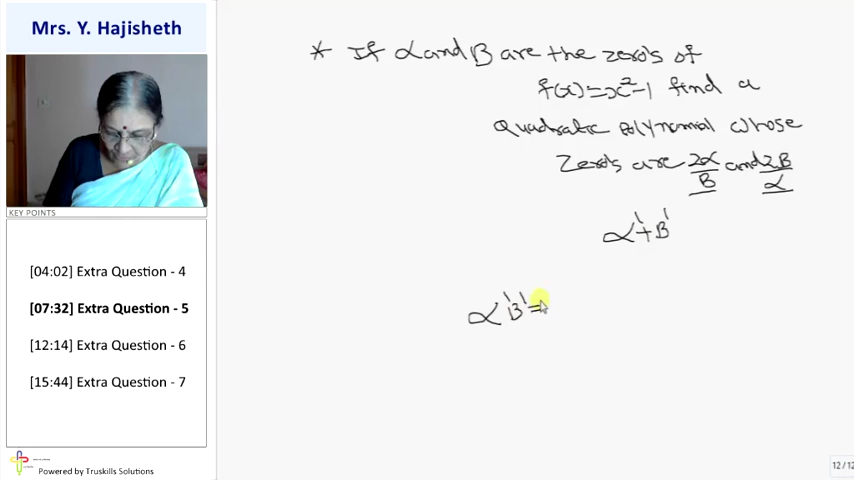 Mrs. Y. Hajisheth
KEY POINTS
[04:02] Extra Question - 4
[07:32] Extra Question - 5
[12:14] Extra Question - 6
[15:44] Extra Question - 7
Powered by Truskills Solutions
* If α and β are the zero's of
f(x)=x²-1 find a
Quadratic Polynomial whose
Zero's are 2α/β and 2β/α
α'+β'
α'β'=
12 / 12